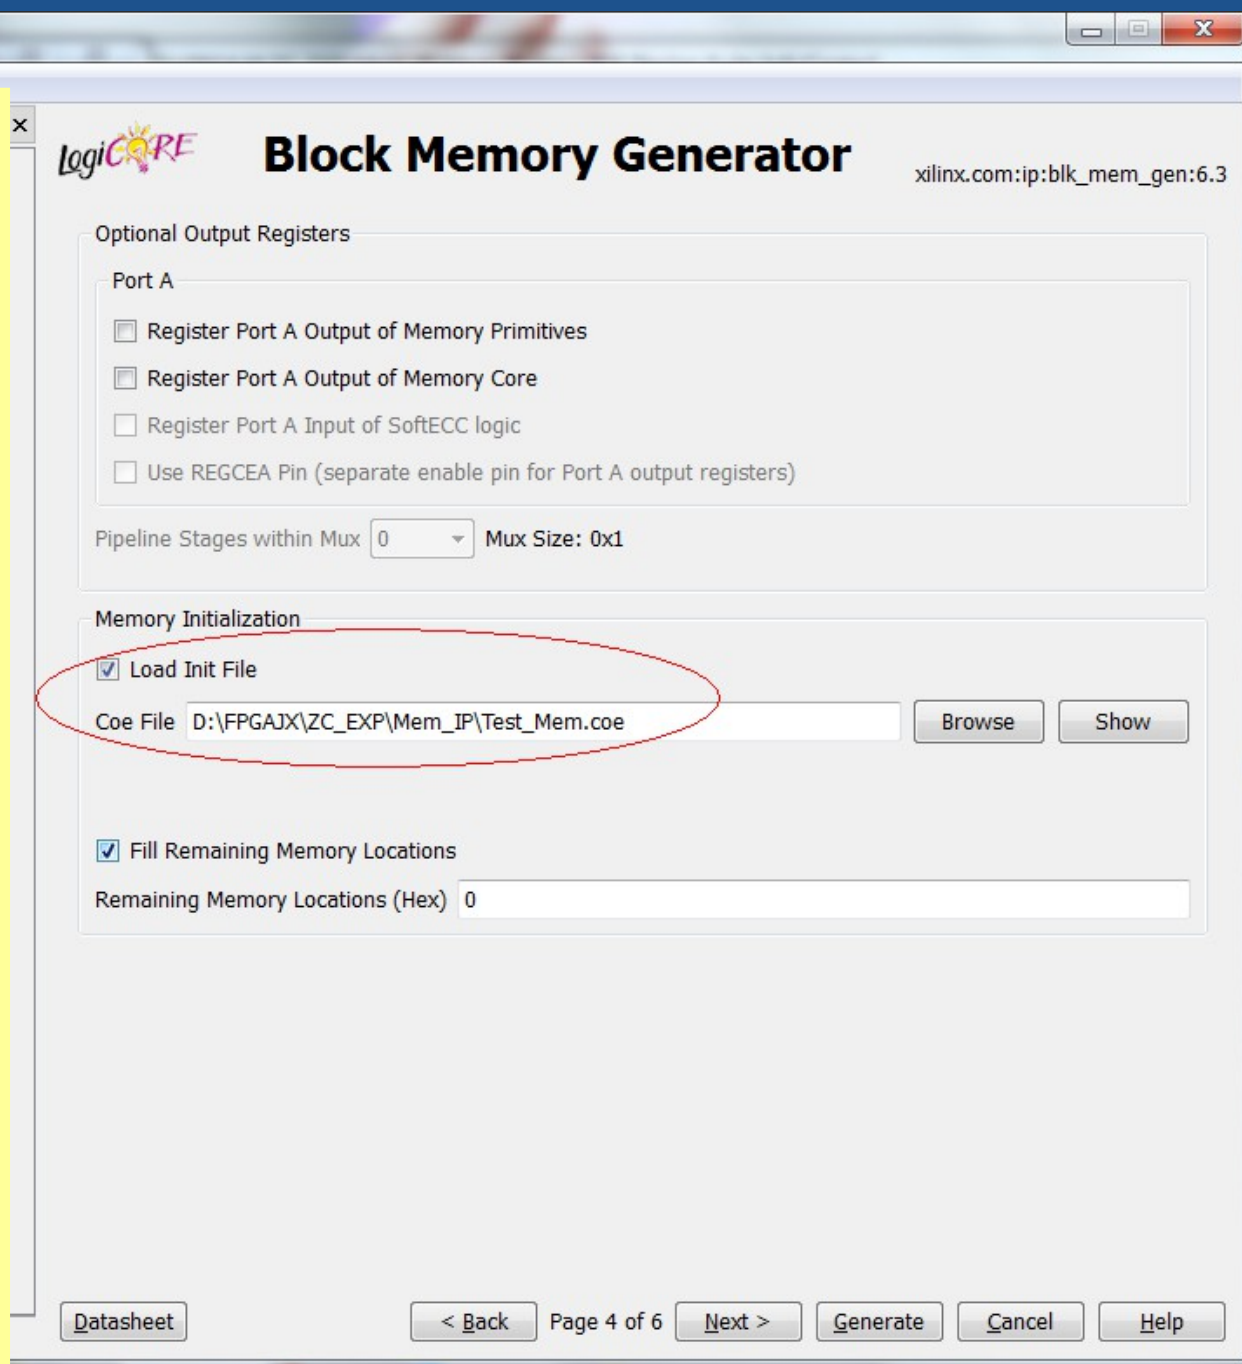 LogiCORE
Block Memory Generator
xilinx.com:ip:blk_mem_gen:6.3
Optional Output Registers
Port A
Register Port A Output of Memory Primitives
Register Port A Output of Memory Core
Register Port A Input of SoftECC logic
Use REGCEA Pin (separate enable pin for Port A output registers)
Pipeline Stages within Mux 0 Mux Size: 0x1
Memory Initialization
Load Init File
Coe File D:\FPGAJX\ZC_EXP\Mem_IP\Test_Mem.coe Browse Show
Fill Remaining Memory Locations
Remaining Memory Locations (Hex) 0
Datasheet < Back Page 4 of 6 Next > Generate Cancel Help